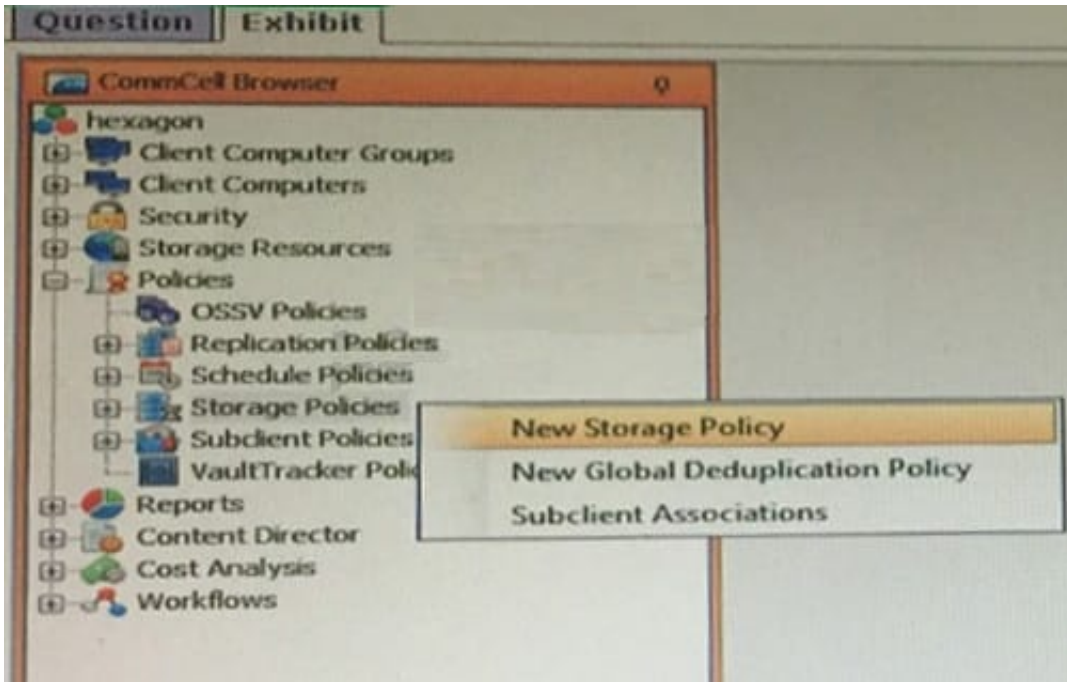 Question Exhibit
CommCell Browser
hexagon
Client Computer Groups
Client Computers
Security
Storage Resources
Policies
OSSV Policies
Replication Policies
Schedule Policies
Storage Policies
Subclient Policies
VaultTracker Polic
Reports
Content Director
Cost Analysis
Workflows
New Storage Policy
New Global Deduplication Policy
Subclient Associations